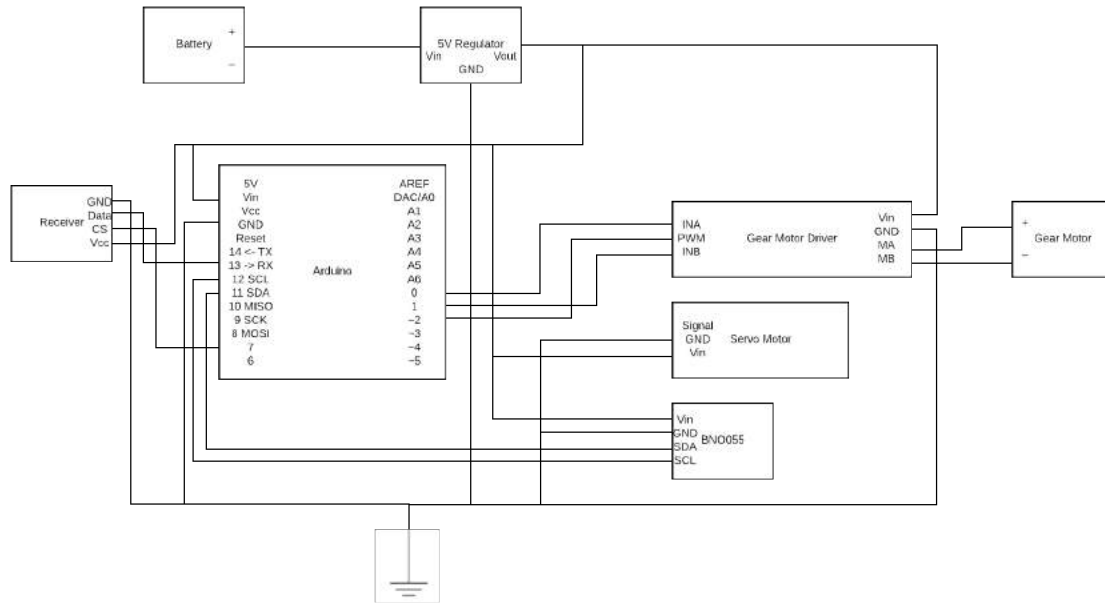 Battery
+
−
5V Regulator
Vin Vout
GND
Receiver
GND
Data
CS
Vcc
Arduino
5V
Vin
Vcc
GND
Reset
14 <- TX
13 -> RX
12 SCL
11 SDA
10 MISO
9 SCK
8 MOSI
7
6
AREF
DAC/A0
A1
A2
A3
A4
A5
A6
0
1
~2
~3
~4
~5
INA
PWM
INB
Gear Motor Driver
Vin
GND
MA
MB
+
Gear Motor
−
Signal
GND
Vin
Servo Motor
Vin
GND
SDA
SCL
BNO055